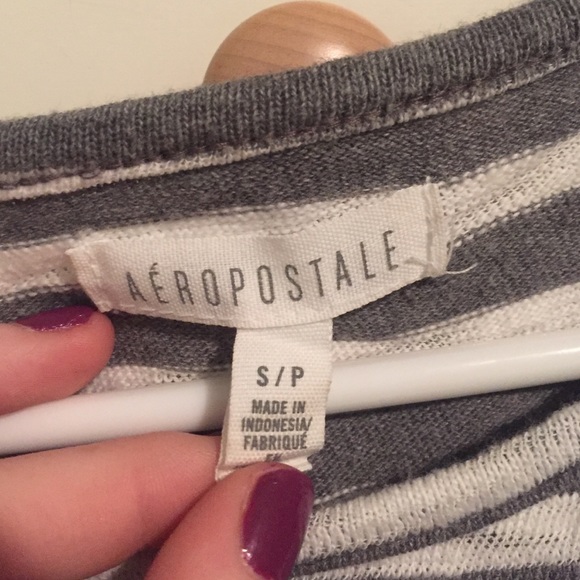 AÉROPOSTALE
S/P
MADE IN
INDONESIA/
FABRIQUÉ